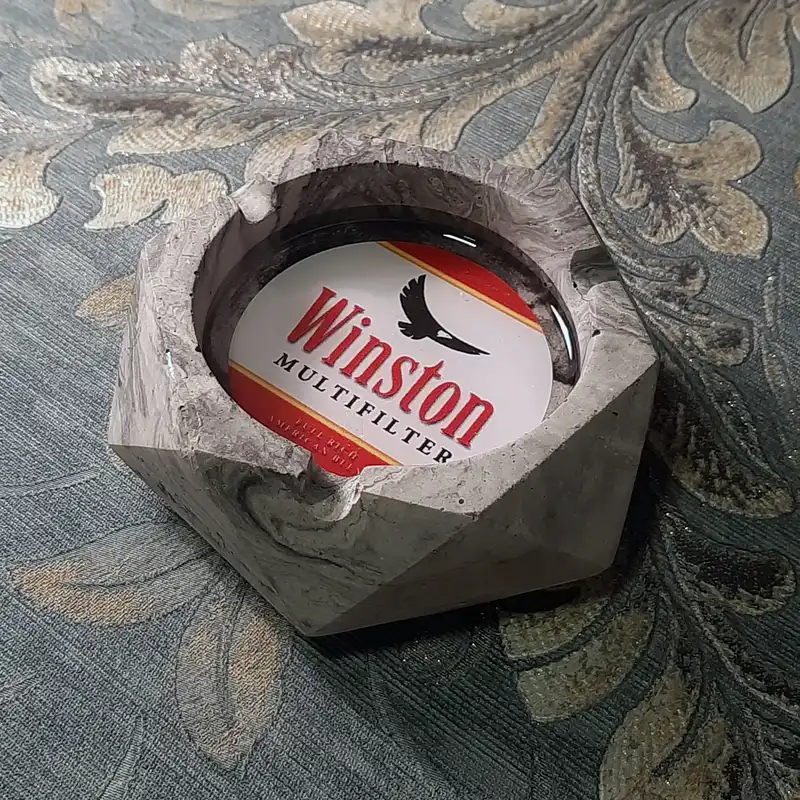 Winston
MULTIFILTER
FULL RICH
AMERICAN